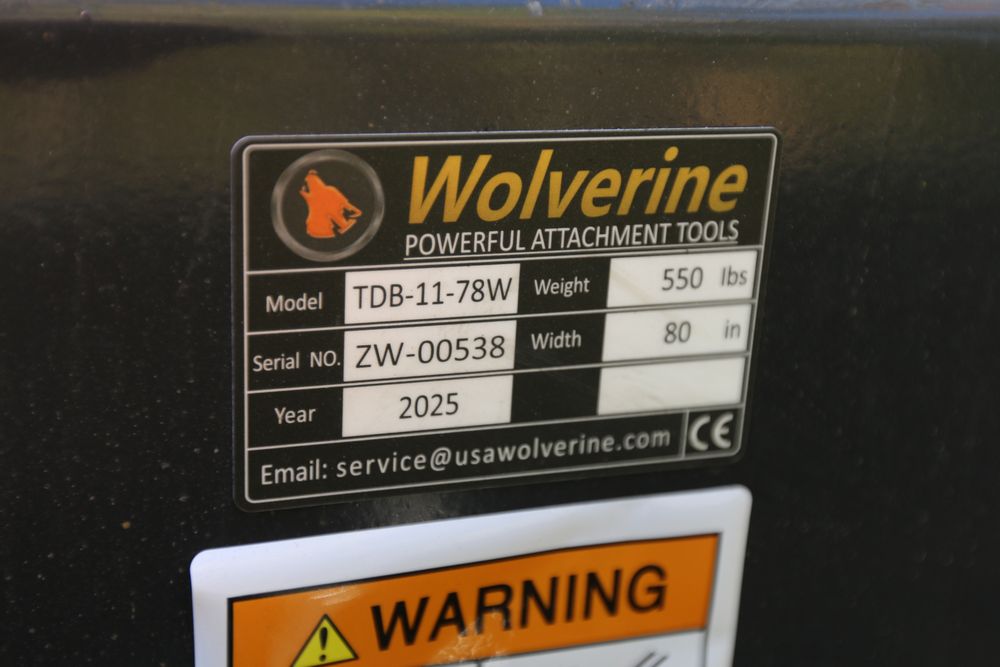 Wolverine
POWERFUL ATTACHMENT TOOLS
Model TDB-11-78W Weight 550 lbs
Serial NO. ZW-00538 Width 80 in
Year 2025
Email: service@usawolverine.com CE
WARNING